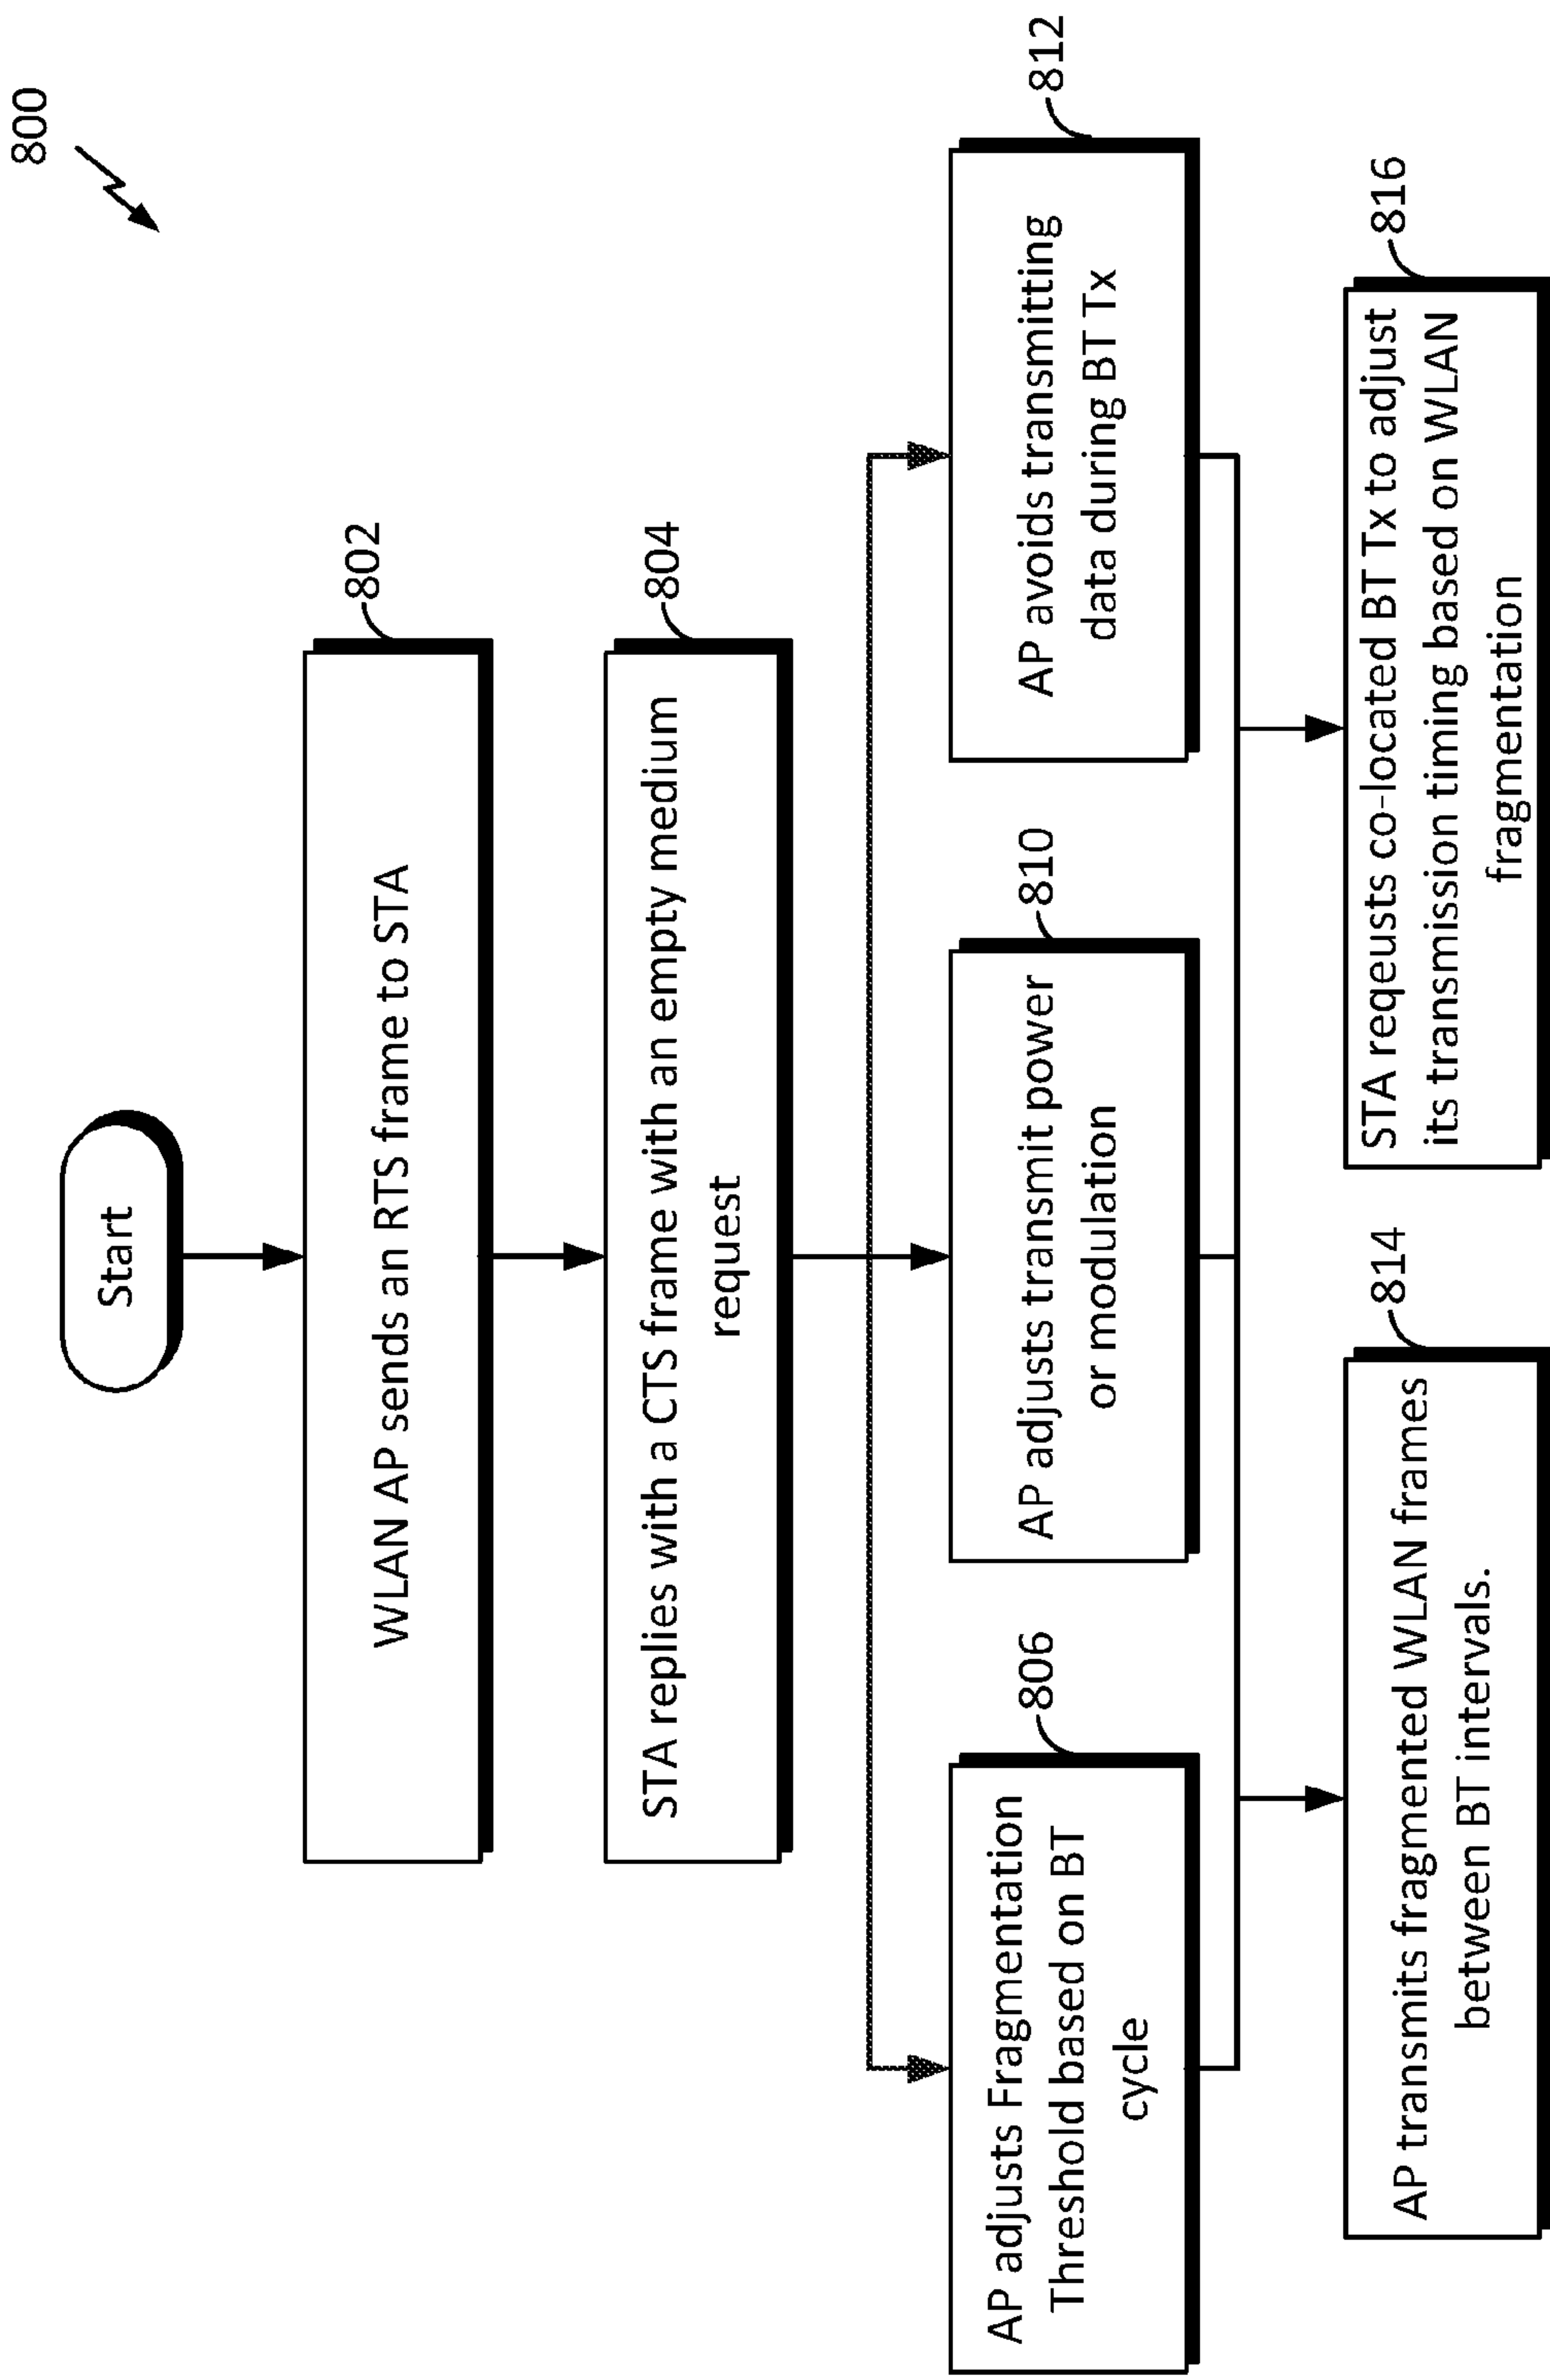 800
Start
802
WLAN AP sends an RTS frame to STA
804
STA replies with a CTS frame with an empty medium
request
806
AP adjusts Fragmentation
Threshold based on BT
cycle
810
AP adjusts transmit power
or modulation
812
AP avoids transmitting
data during BT Tx
814
AP transmits fragmented WLAN frames
between BT intervals.
816
STA reqeusts co-located BT Tx to adjust
its transmission timing based on WLAN
fragmentation